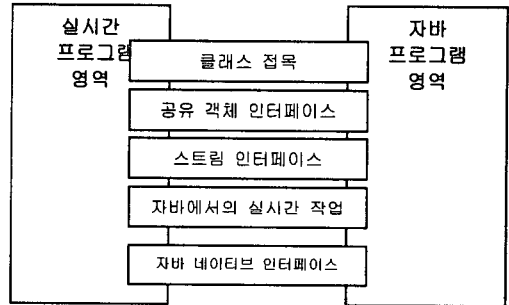 실시간
프로그램
영역
자바
프로그램
영역
클래스 접목
공유 객체 인터페이스
스트림 인터페이스
자바에서의 실시간 작업
자바 네이티브 인터페이스